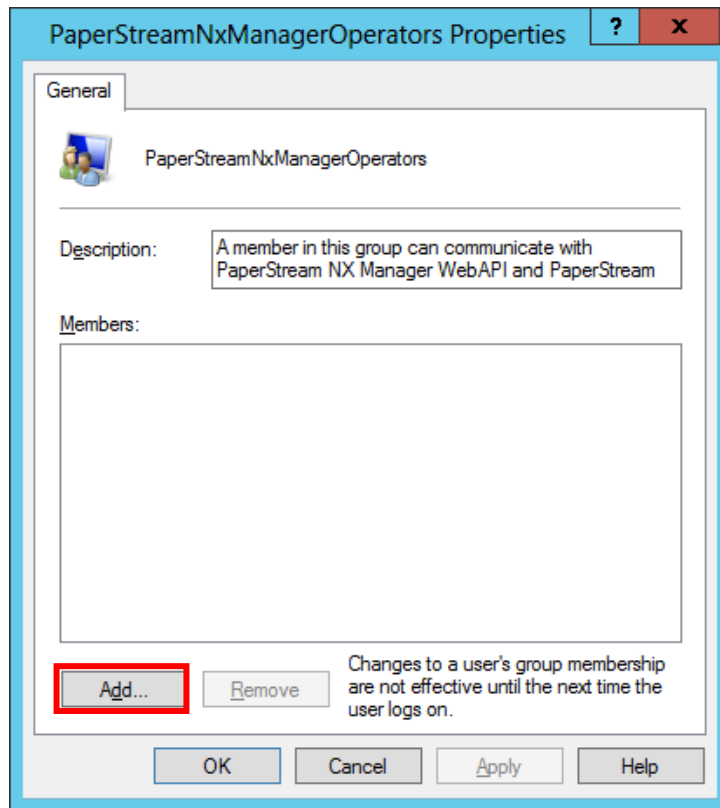 PaperStreamNxManagerOperators Properties
?
x
General
PaperStreamNxManagerOperators
Description:
A member in this group can communicate with
PaperStream NX Manager WebAPI and PaperStream
Members:
Add...
Remove
Changes to a user's group membership
are not effective until the next time the
user logs on.
OK
Cancel
Apply
Help